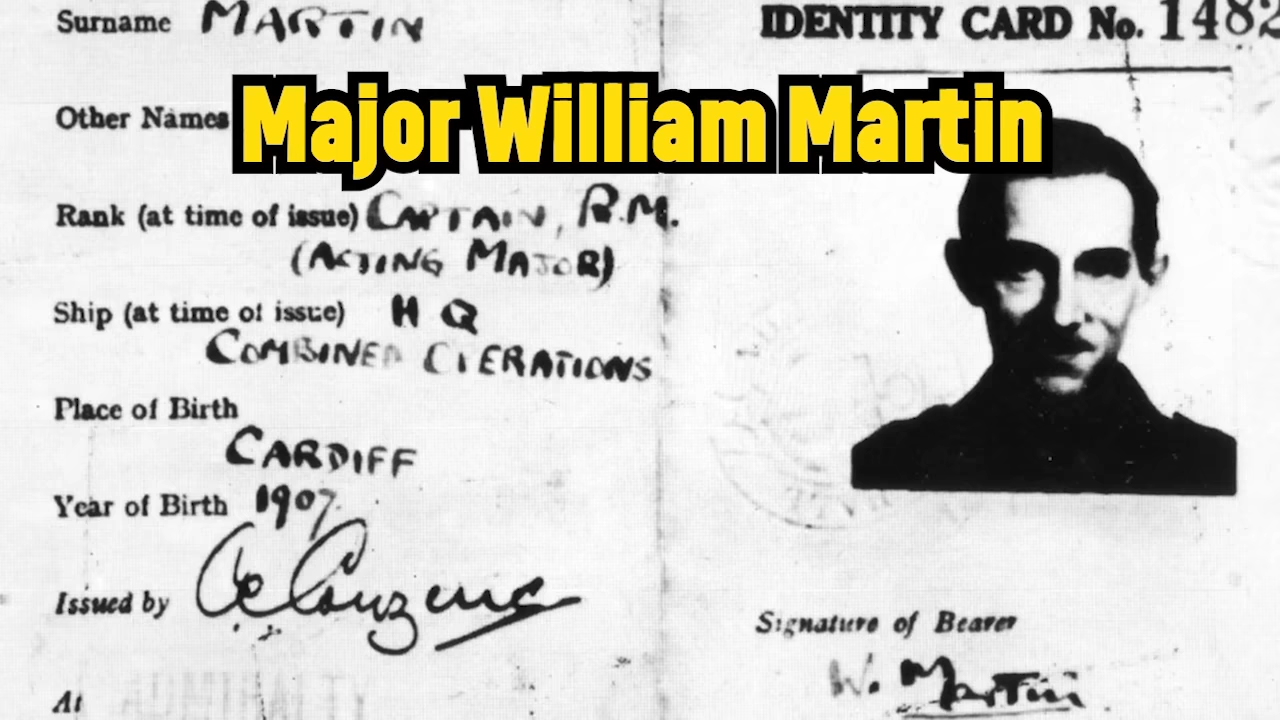 Surname MARTIN
IDENTITY CARD No. 1482
Other Names
Major William Martin
Rank (at time of issue) CAPTAIN, R.M.
(ACTING MAJOR)
Ship (at time of issue) H Q
COMBINED OPERATIONS
Place of Birth
CARDIFF
Year of Birth 1907.
Issued by
Signature of Bearer
W. Martin
At